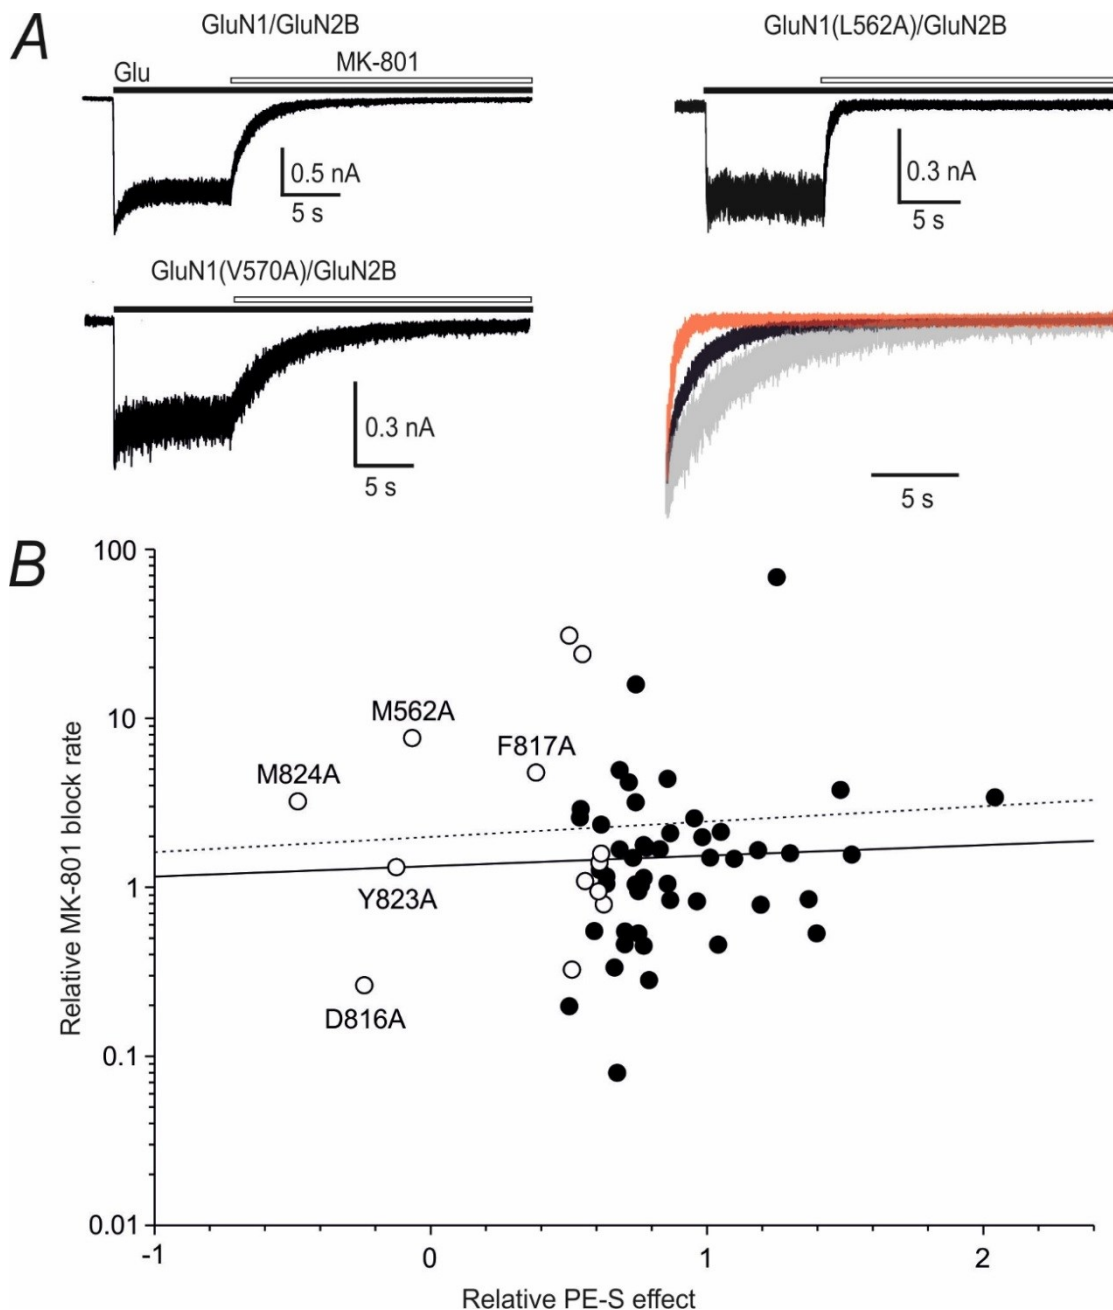 A
GluN1/GluN2B
GluN1(L562A)/GluN2B
Glu
MK-801
0.5 nA
5 s
0.3 nA
5 s
GluN1(V570A)/GluN2B
0.3 nA
5 s
5 s
B
100
10
1
0.1
0.01
Relative MK-801 block rate
M562A
F817A
M824A
Y823A
D816A
-1
0
1
2
Relative PE-S effect